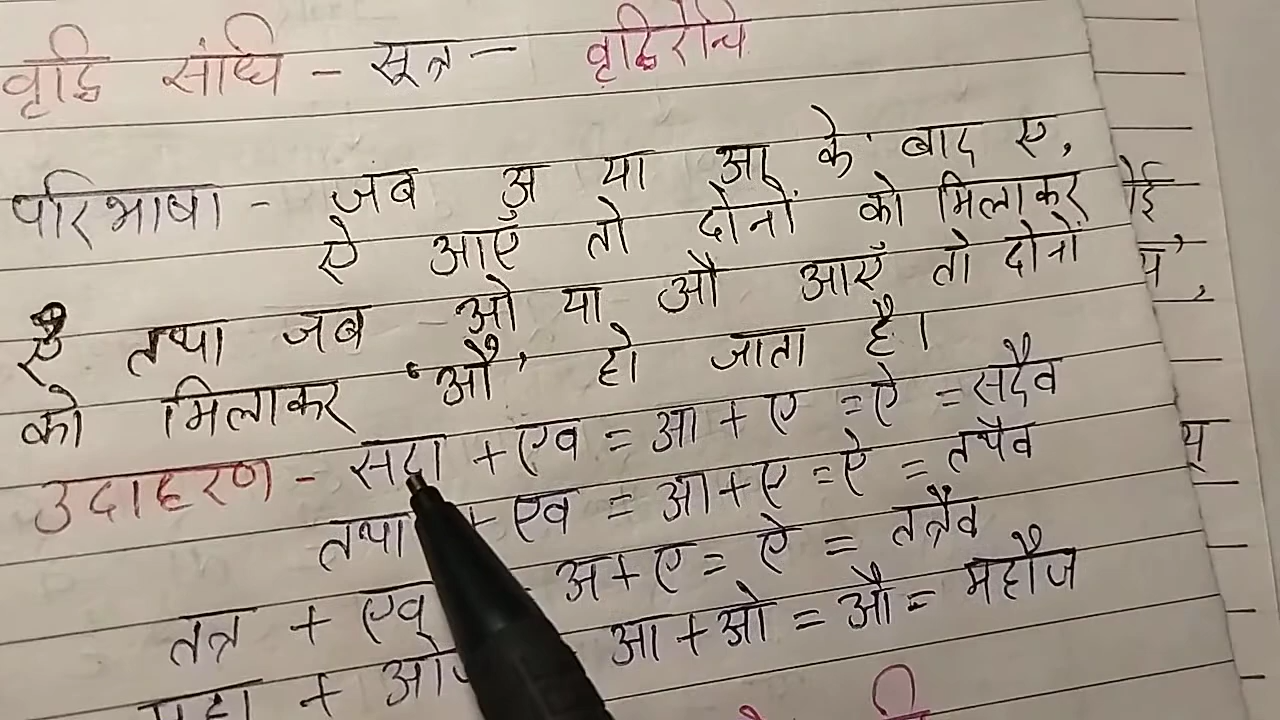 वृद्धि संधि - सूत्र - वृद्धिरेचि
परिभाषा - जब अ या आ के बाद ए,
ऐ आएँ तो दोनों को मिलाकर
ऐ तथा जब ओ या औ आएँ तो दोनों
को मिलाकर 'औ' हो जाता है।
उदाहरण - सदा + एव = आ + ए = ऐ = सदैव
तथा + एव = आ + ए = ऐ = तथैव
तत्र + एव् अ + ए = ऐ = तत्रैव
महा + ओ आ + ओ = औ = महौज